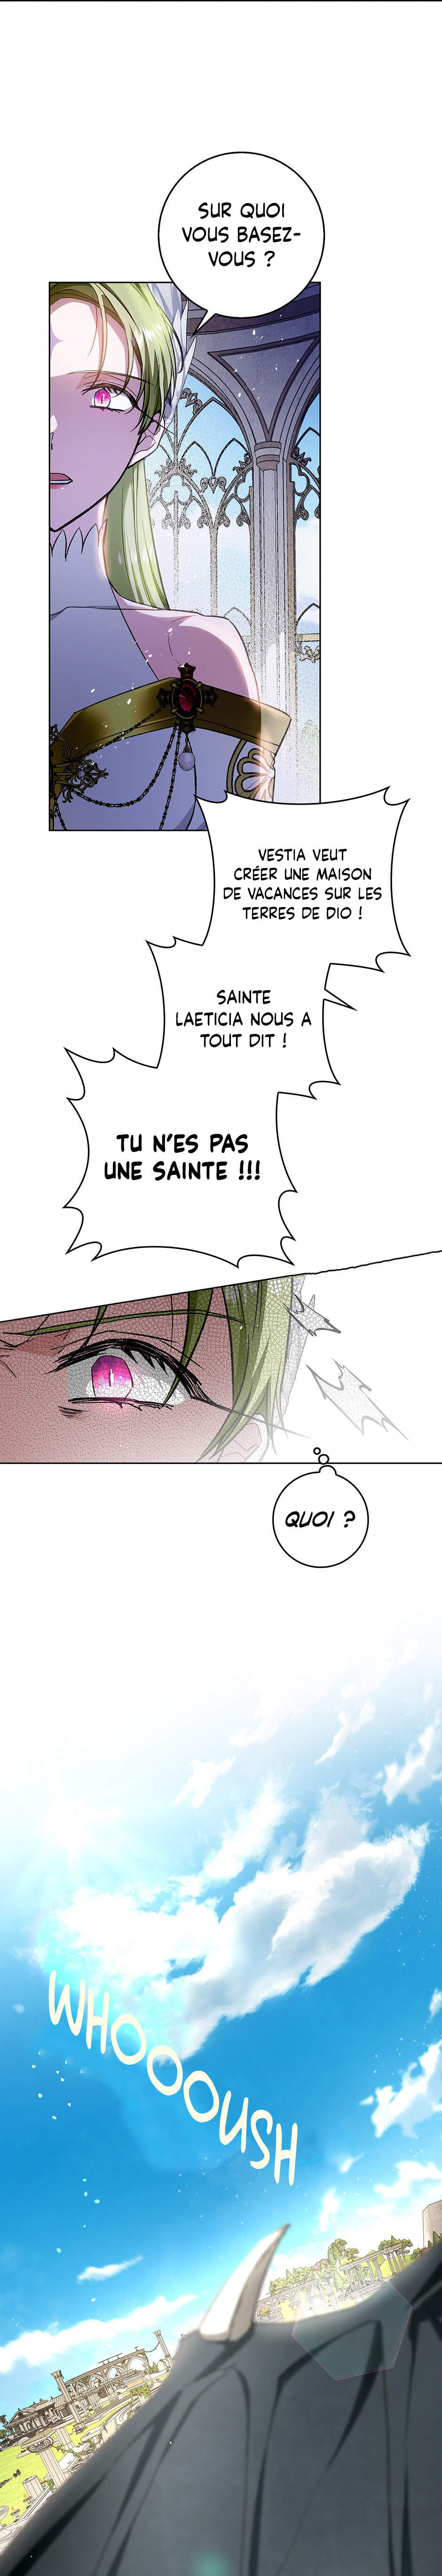 SUR QUOI
VOUS BASEZ-
VOUS ?
VESTIA VEUT
CRÉER UNE MAISON
DE VACANCES SUR LES
TERRES DE DIO !
SAINTE
LAETICIA NOUS A
TOUT DIT !
TU N'ES PAS
UNE SAINTE !!!
QUOI ?
WHOOOUSH